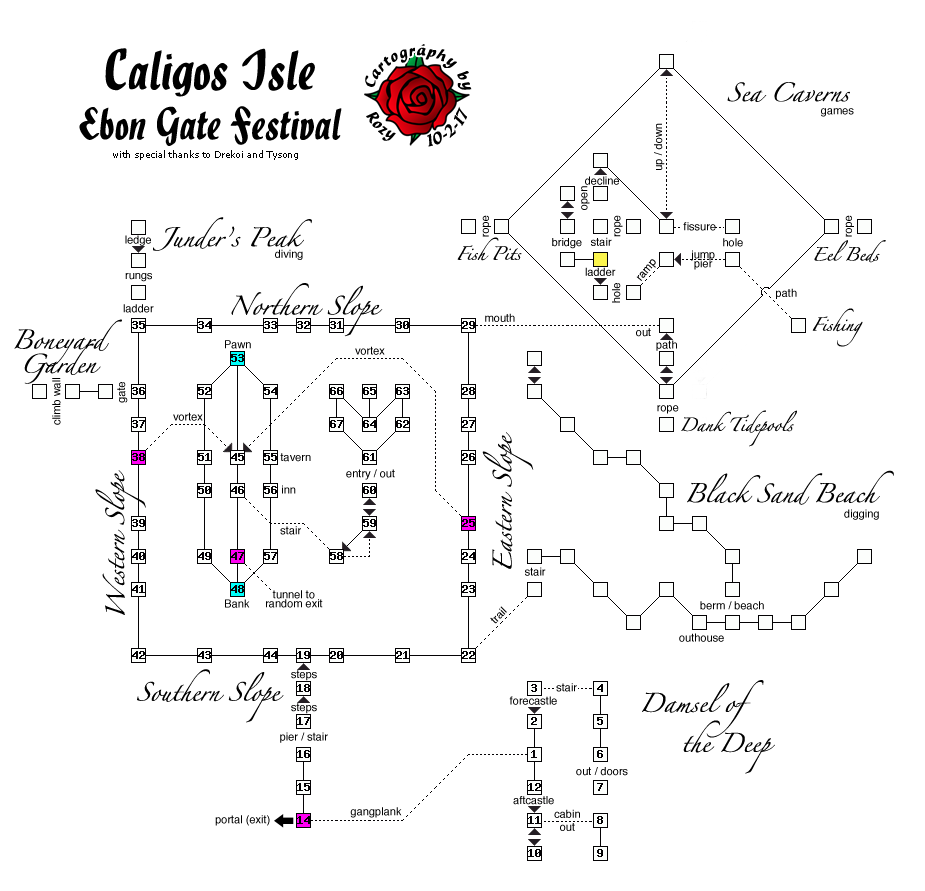 Caligos Isle
Ebon Gate Festival
with special thanks to Drekoi and Tysong
Cartography by
Rozy 10-2-17
Sea Caverns
games
up / down
decline
open
rope
bridge
stair
rope
fissure
hole
rope
Fish Pits
Eel Beds
ladder
hole
ramp
jump
pier
path
Fishing
out
path
rope
Dank Tidepools
Junder's Peak
diving
ledge
rungs
ladder
Northern Slope
35 34 33 32 31 30 29
mouth
Boneyard
Garden
climb wall
gate
Pawn
53
vortex
36 52 54 66 65 63 28
37 67 64 62 27
vortex
38 51 45 55 tavern 61 26
entry / out
50 46 56 inn 60
Western Slope
Eastern Slope
39 stair 59 25
40 49 47 57 58 24
41 48 23
Bank
tunnel to
random exit
trail
42 43 44 19 20 21 22
Southern Slope
steps
18
steps
17
pier / stair
16
15
14
portal (exit)
gangplank
Black Sand Beach
digging
stair
berm / beach
outhouse
Damsel of
the Deep
3 stair 4
forecastle
2 5
1 6
out / doors
12 7
aftcastle
11 cabin 8
out
10 9